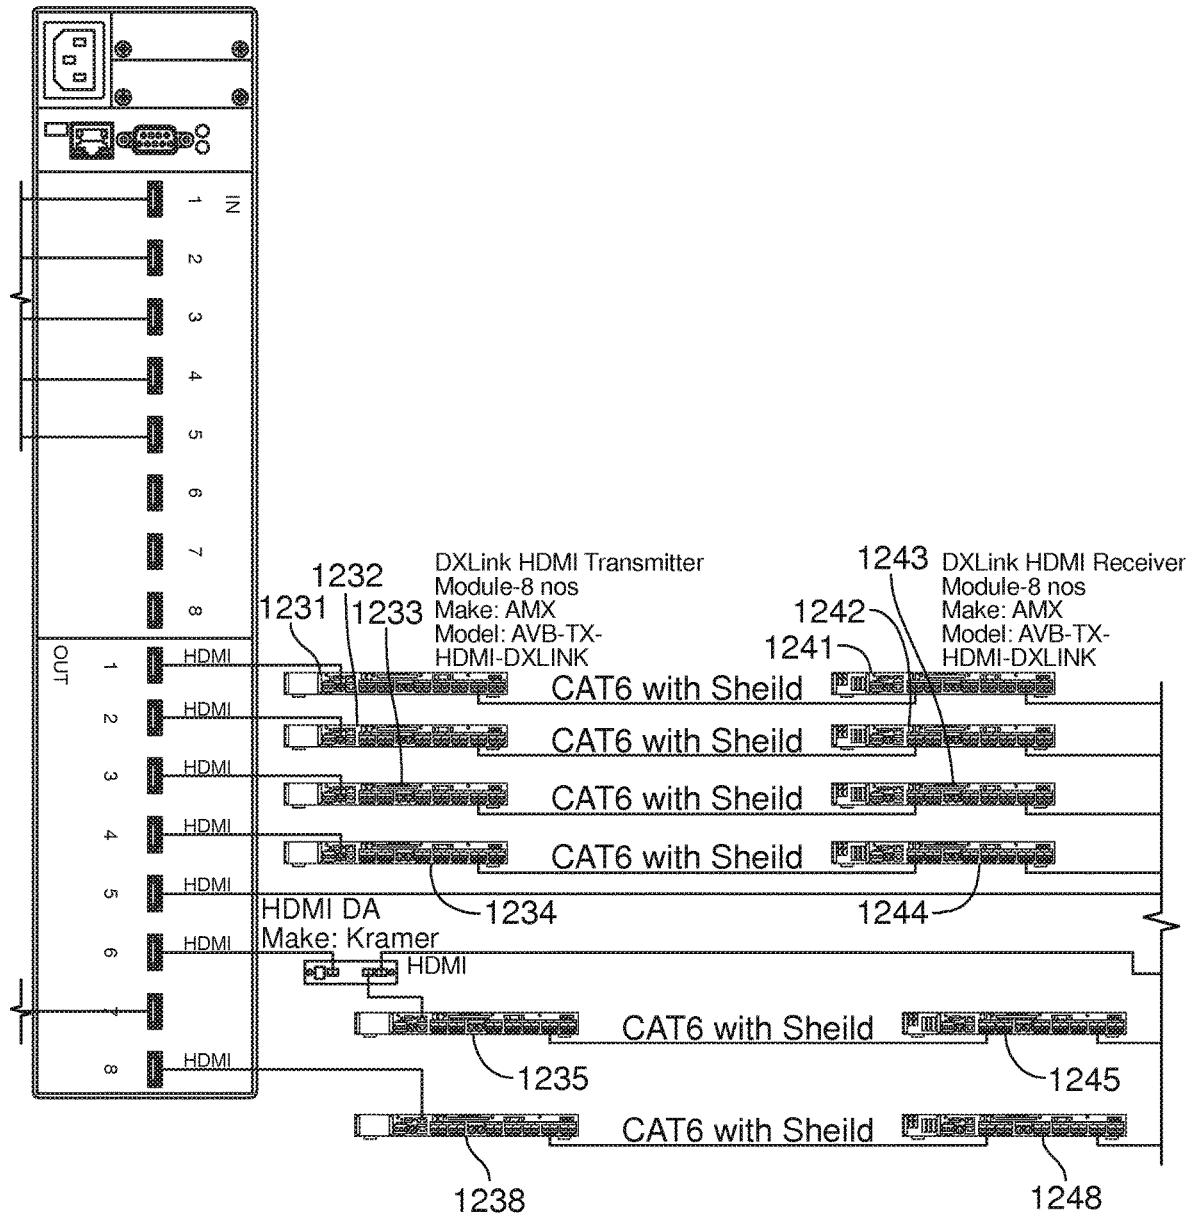 IN
1
2
3
4
5
6
7
8
OUT
1
2
3
4
5
6
7
8
HDMI
HDMI
HDMI
HDMI
HDMI
HDMI
HDMI
1231
1232
1233
DXLink HDMI Transmitter
Module-8 nos
Make: AMX
Model: AVB-TX-
HDMI-DXLINK
1243
1242
1241
DXLink HDMI Receiver
Module-8 nos
Make: AMX
Model: AVB-TX-
HDMI-DXLINK
CAT6 with Sheild
CAT6 with Sheild
CAT6 with Sheild
CAT6 with Sheild
1234
1244
HDMI DA
Make: Kramer
HDMI
CAT6 with Sheild
1235
1245
CAT6 with Sheild
1238
1248